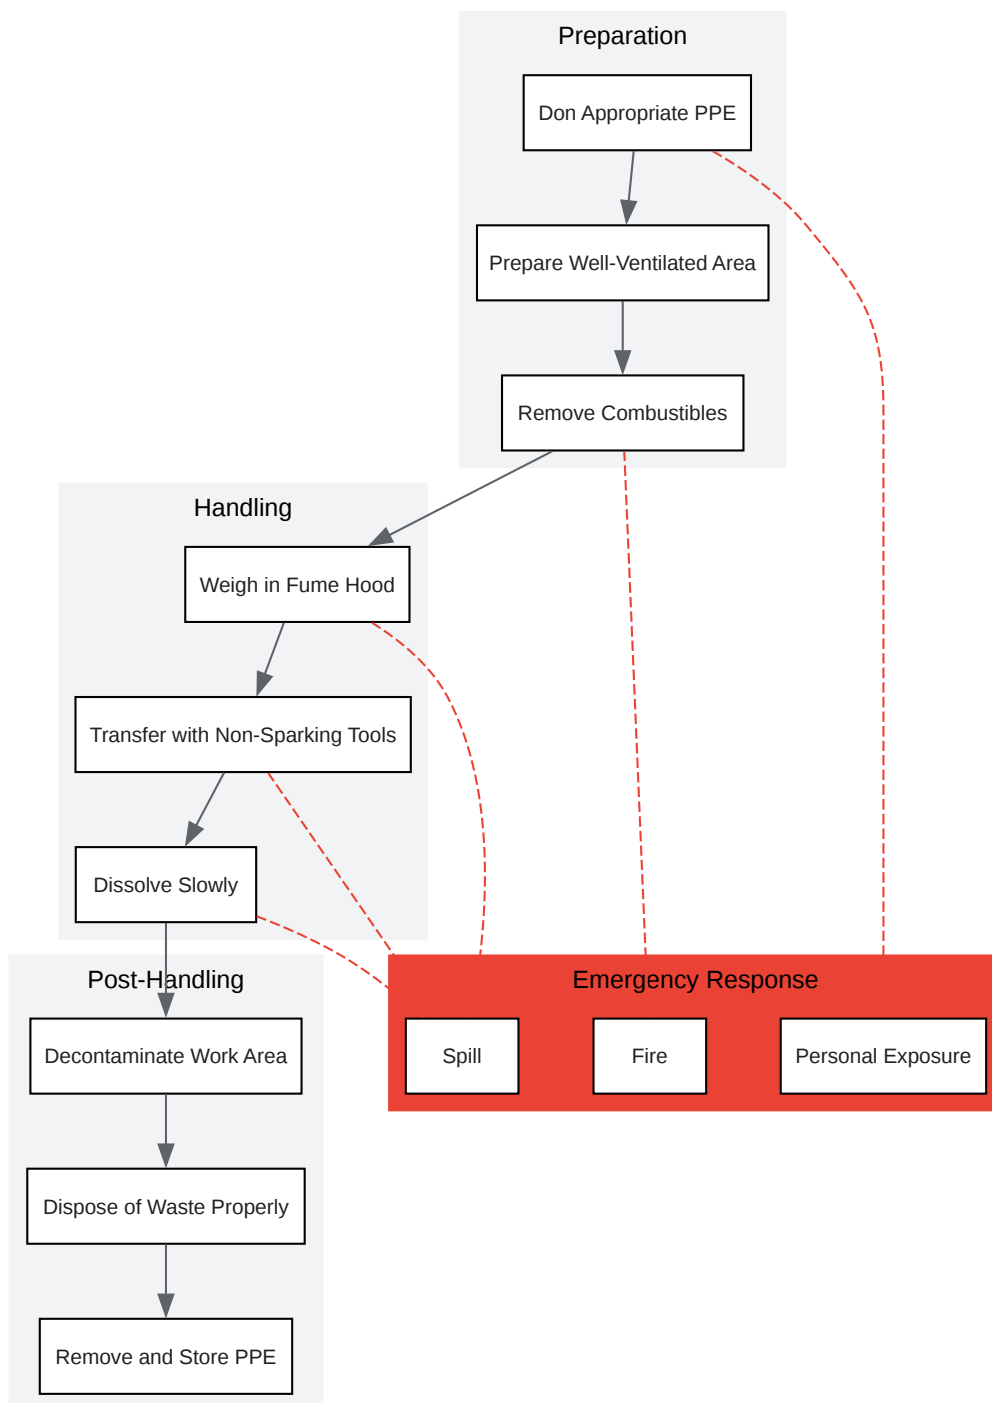 Preparation
Don Appropriate PPE
Prepare Well-Ventilated Area
Remove Combustibles
Handling
Weigh in Fume Hood
Transfer with Non-Sparking Tools
Dissolve Slowly
Post-Handling
Decontaminate Work Area
Dispose of Waste Properly
Remove and Store PPE
Emergency Response
Spill
Fire
Personal Exposure